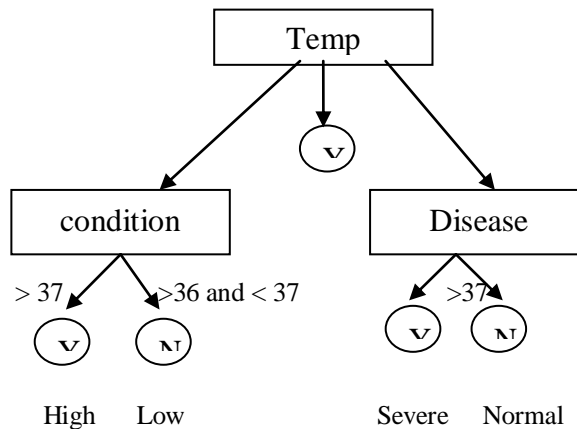 Temp
condition
Disease
> 37
>36 and < 37
>37
High
Low
Severe
Normal